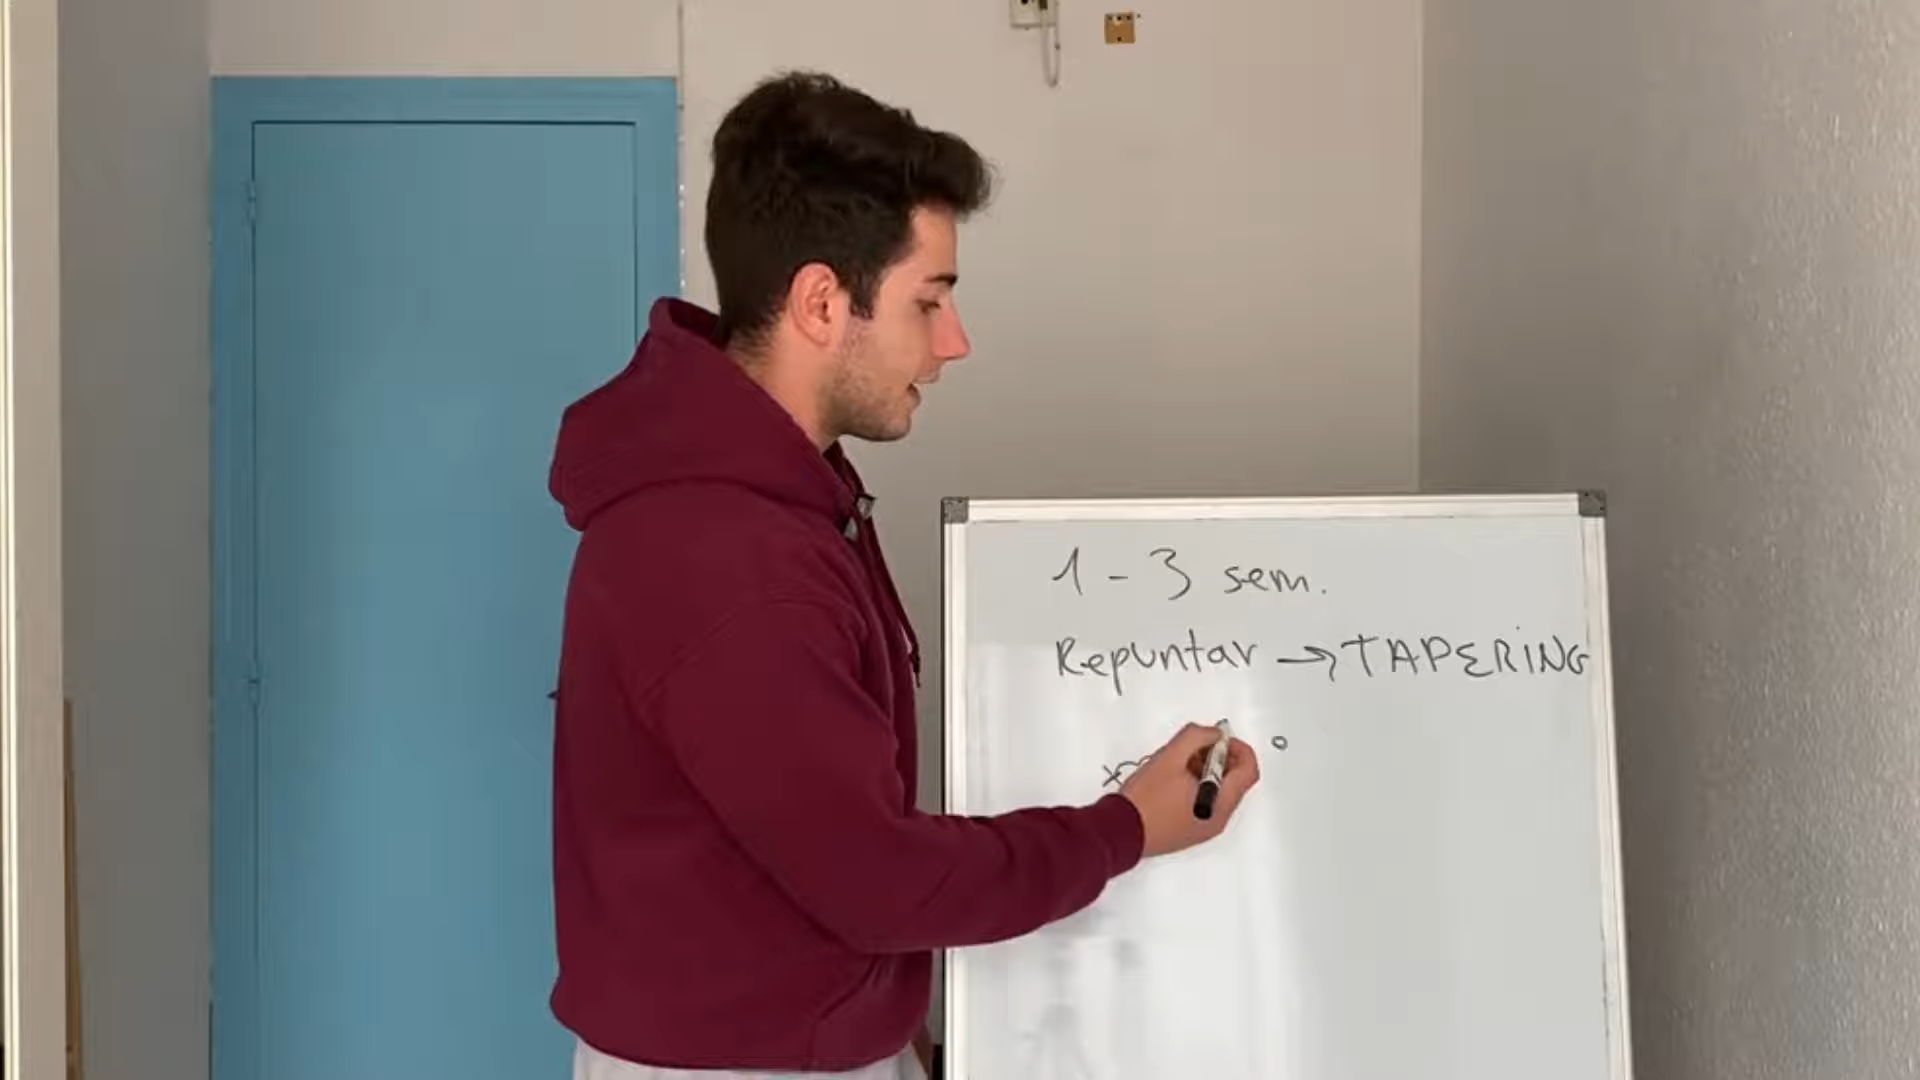 1 - 3 sem.
Repuntar → TAPERING